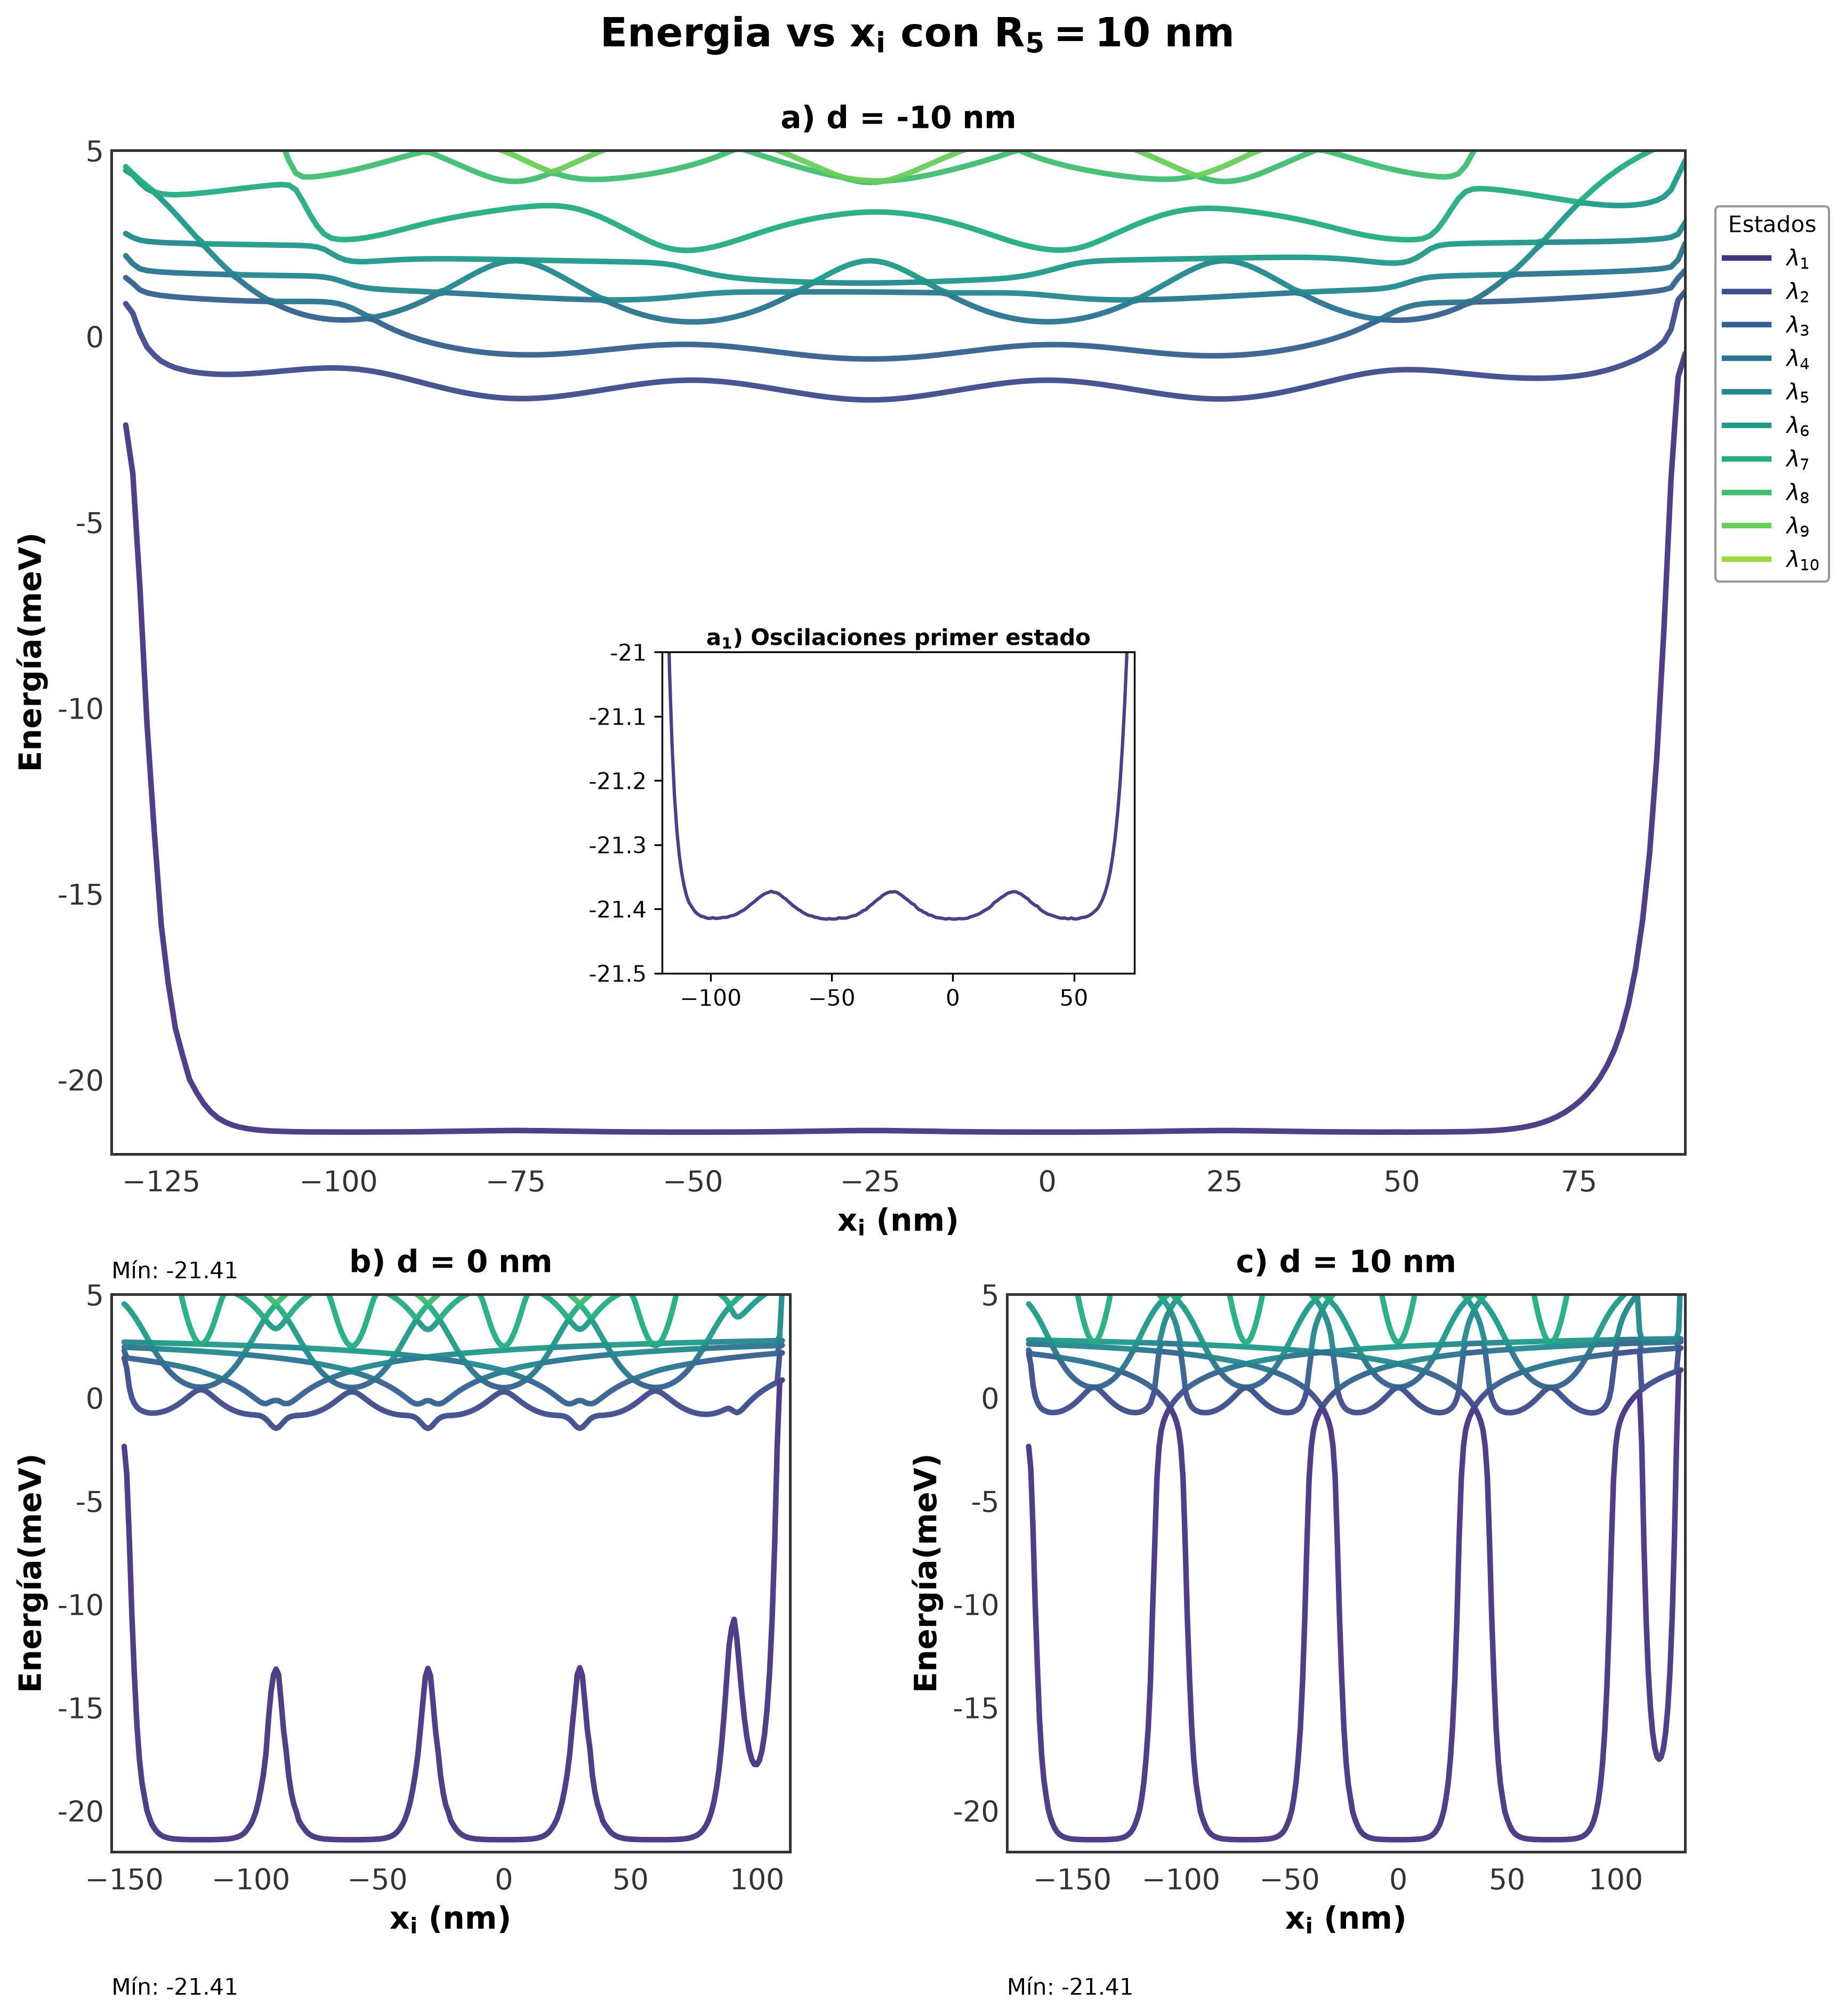 Energia vs xᵢ con R₅ = 10 nm
a) d = -10 nm
5
0
-5
-10
-15
-20
Energía(meV)
−125 −100 −75 −50 −25 0 25 50 75
xᵢ (nm)
Estados
λ₁
λ₂
λ₃
λ₄
λ₅
λ₆
λ₇
λ₈
λ₉
λ₁₀
a₁) Oscilaciones primer estado
-21
-21.1
-21.2
-21.3
-21.4
-21.5
−100 −50 0 50
Mín: -21.41
b) d = 0 nm
5
0
-5
-10
-15
-20
Energía(meV)
−150 −100 −50 0 50 100
xᵢ (nm)
Mín: -21.41
c) d = 10 nm
5
0
-5
-10
-15
-20
Energía(meV)
−150 −100 −50 0 50 100
xᵢ (nm)
Mín: -21.41